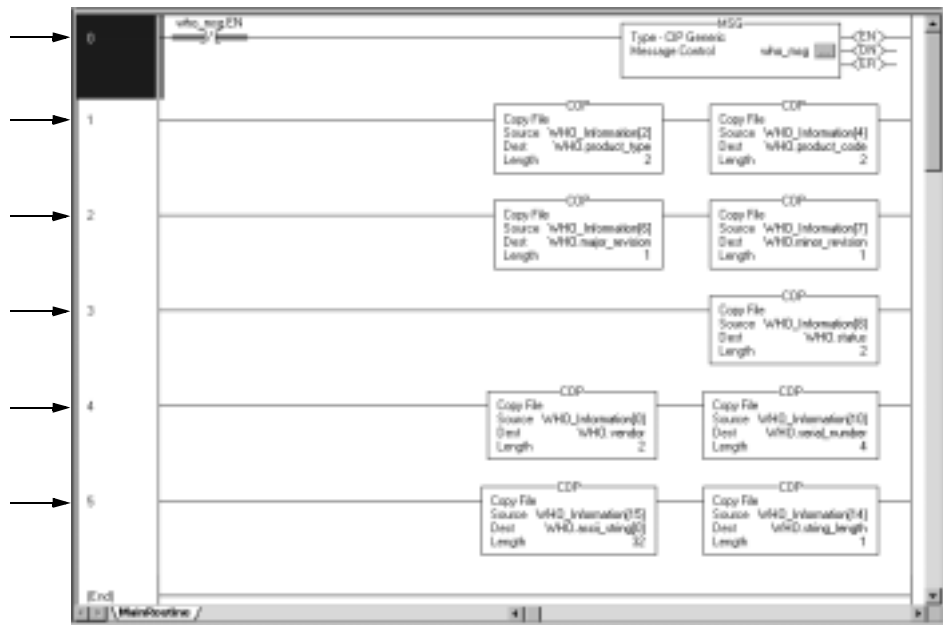 who_msg.EN
MSG
0
Type - CIP Generic
Message Control who_msg ...
EN
DN
ER
1
COP
Copy File
Source WHO_Information[2]
Dest WHO.product_type
Length 2
COP
Copy File
Source WHO_Information[4]
Dest WHO.product_code
Length 2
2
COP
Copy File
Source WHO_Information[6]
Dest WHO.major_revision
Length 1
COP
Copy File
Source WHO_Information[7]
Dest WHO.minor_revision
Length 1
3
COP
Copy File
Source WHO_Information[8]
Dest WHO.status
Length 2
4
COP
Copy File
Source WHO_Information[0]
Dest WHO.vendor
Length 2
COP
Copy File
Source WHO_Information[10]
Dest WHO.serial_number
Length 4
5
COP
Copy File
Source WHO_Information[15]
Dest WHO.ascii_string[0]
Length 32
COP
Copy File
Source WHO_Information[14]
Dest WHO.string_length
Length 1
(End)
MainRoutine